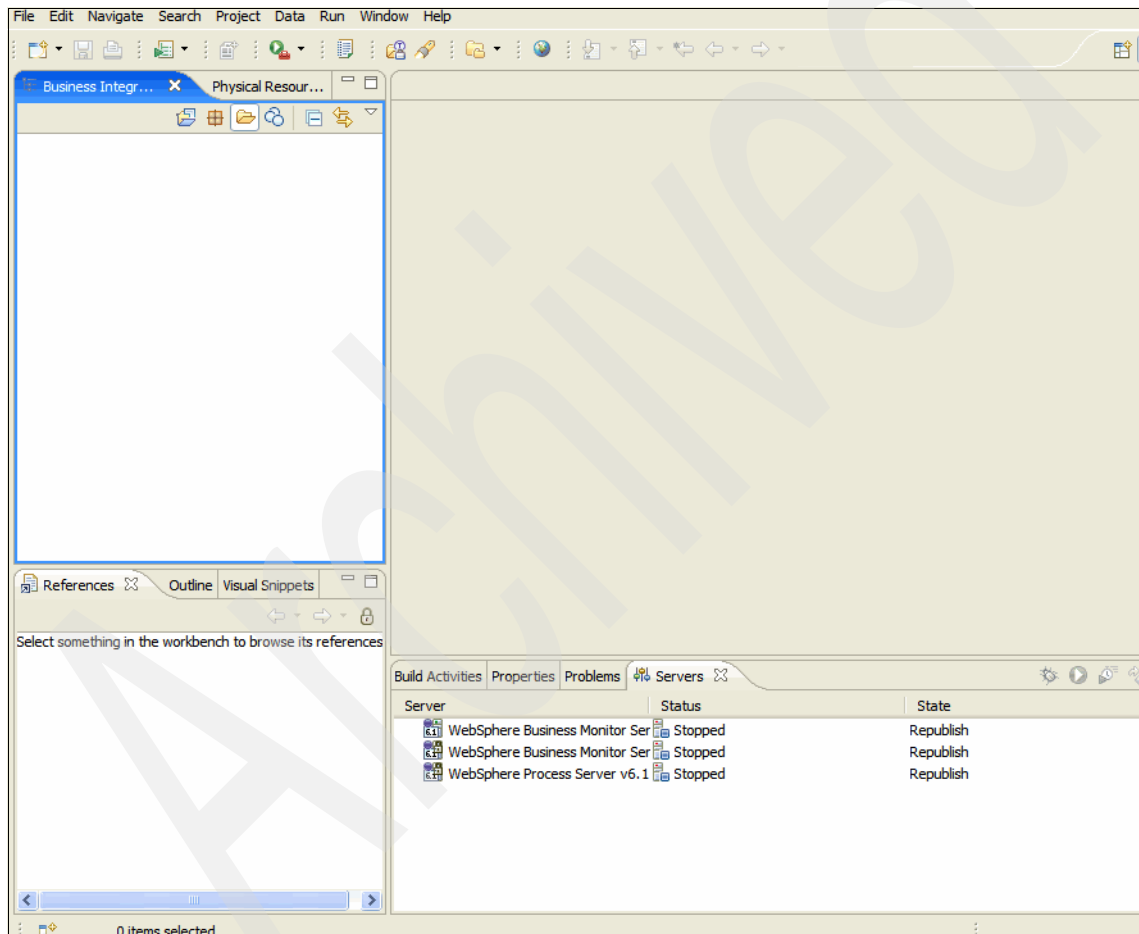 File Edit Navigate Search Project Data Run Window Help
Business Integr... Physical Resour...
References Outline Visual Snippets
Select something in the workbench to browse its references
Build Activities Properties Problems Servers
Server Status State
WebSphere Business Monitor Ser Stopped Republish
WebSphere Business Monitor Ser Stopped Republish
WebSphere Process Server v6.1 Stopped Republish
0 items selected
Archived